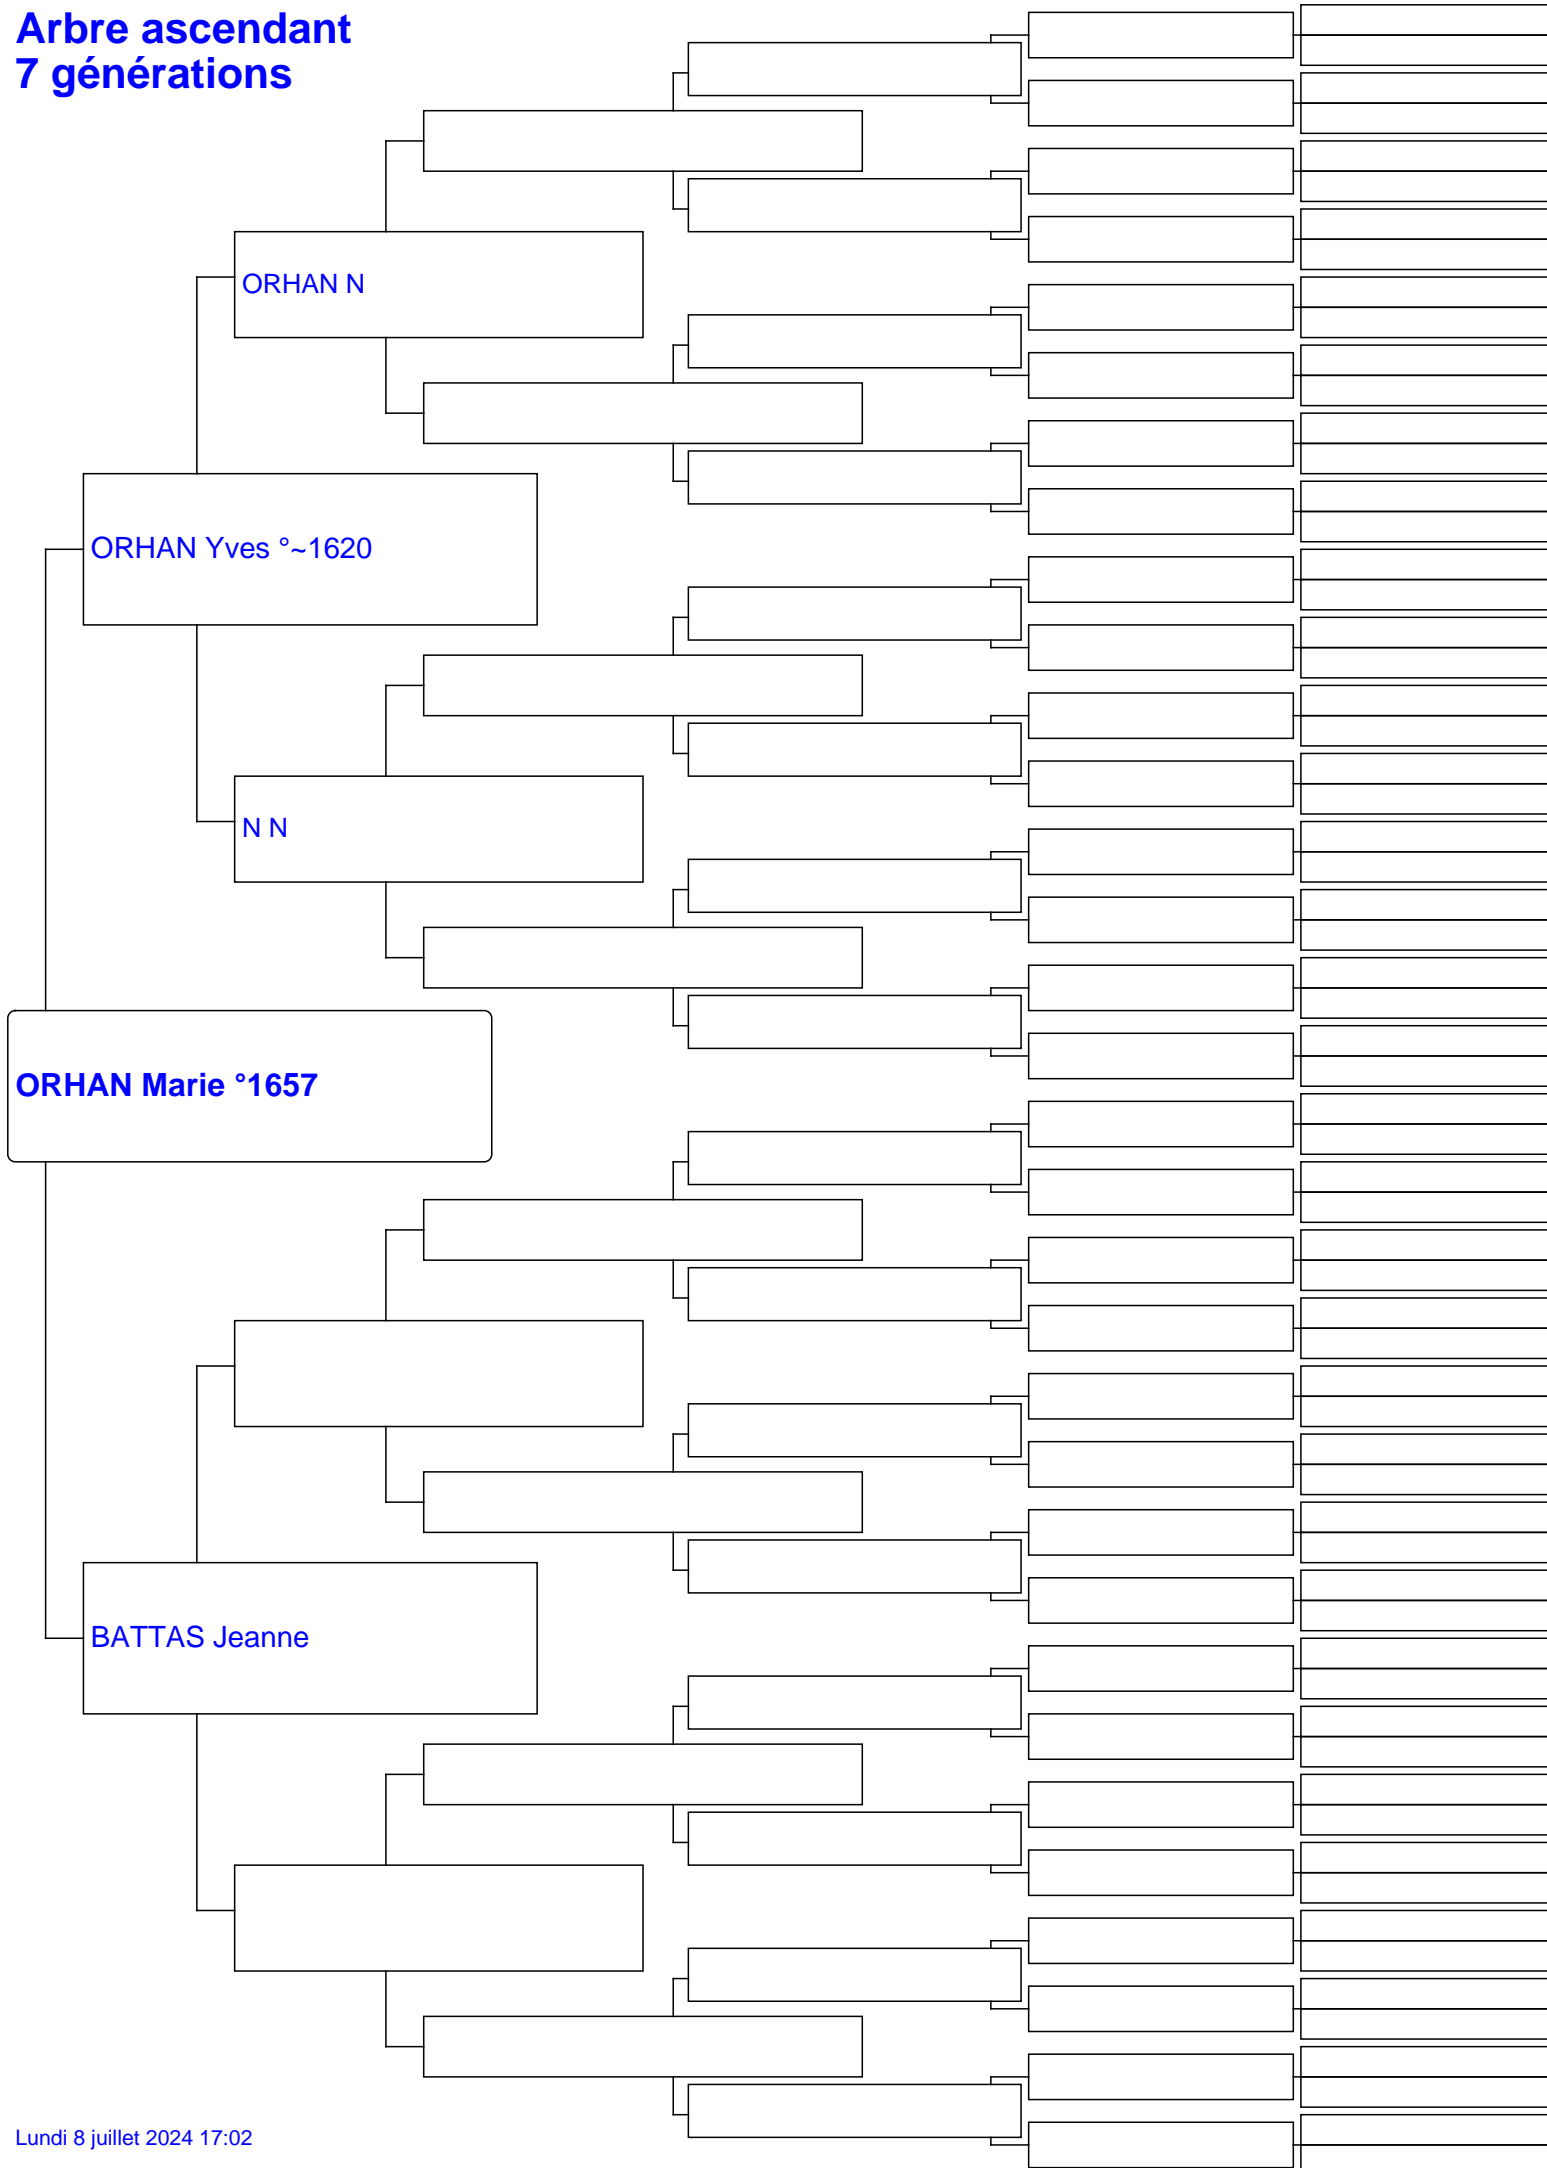 Arbre ascendant
7 générations
ORHAN N
ORHAN Yves °~1620
N N
ORHAN Marie °1657
BATTAS Jeanne
Lundi 8 juillet 2024 17:02